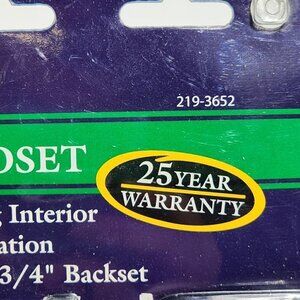 219-3652
OSET
25 YEAR
WARRANTY
Interior
ation
3/4" Backset